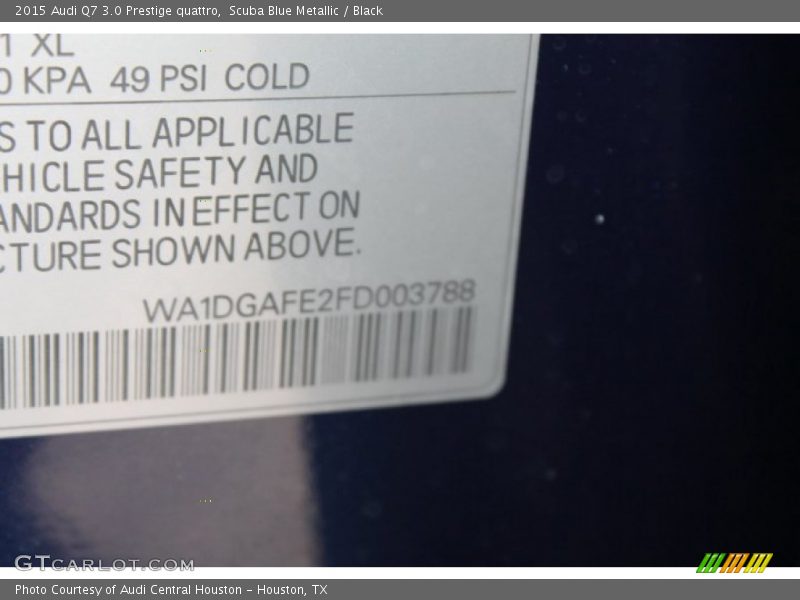 2015 Audi Q7 3.0 Prestige quattro, Scuba Blue Metallic / Black
1 XL
0 KPA 49 PSI COLD
S TO ALL APPLICABLE
HICLE SAFETY AND
ANDARDS IN EFFECT ON
CTURE SHOWN ABOVE.
WA1DGAFE2FD003788
GTCARLOT.COM
Photo Courtesy of Audi Central Houston - Houston, TX